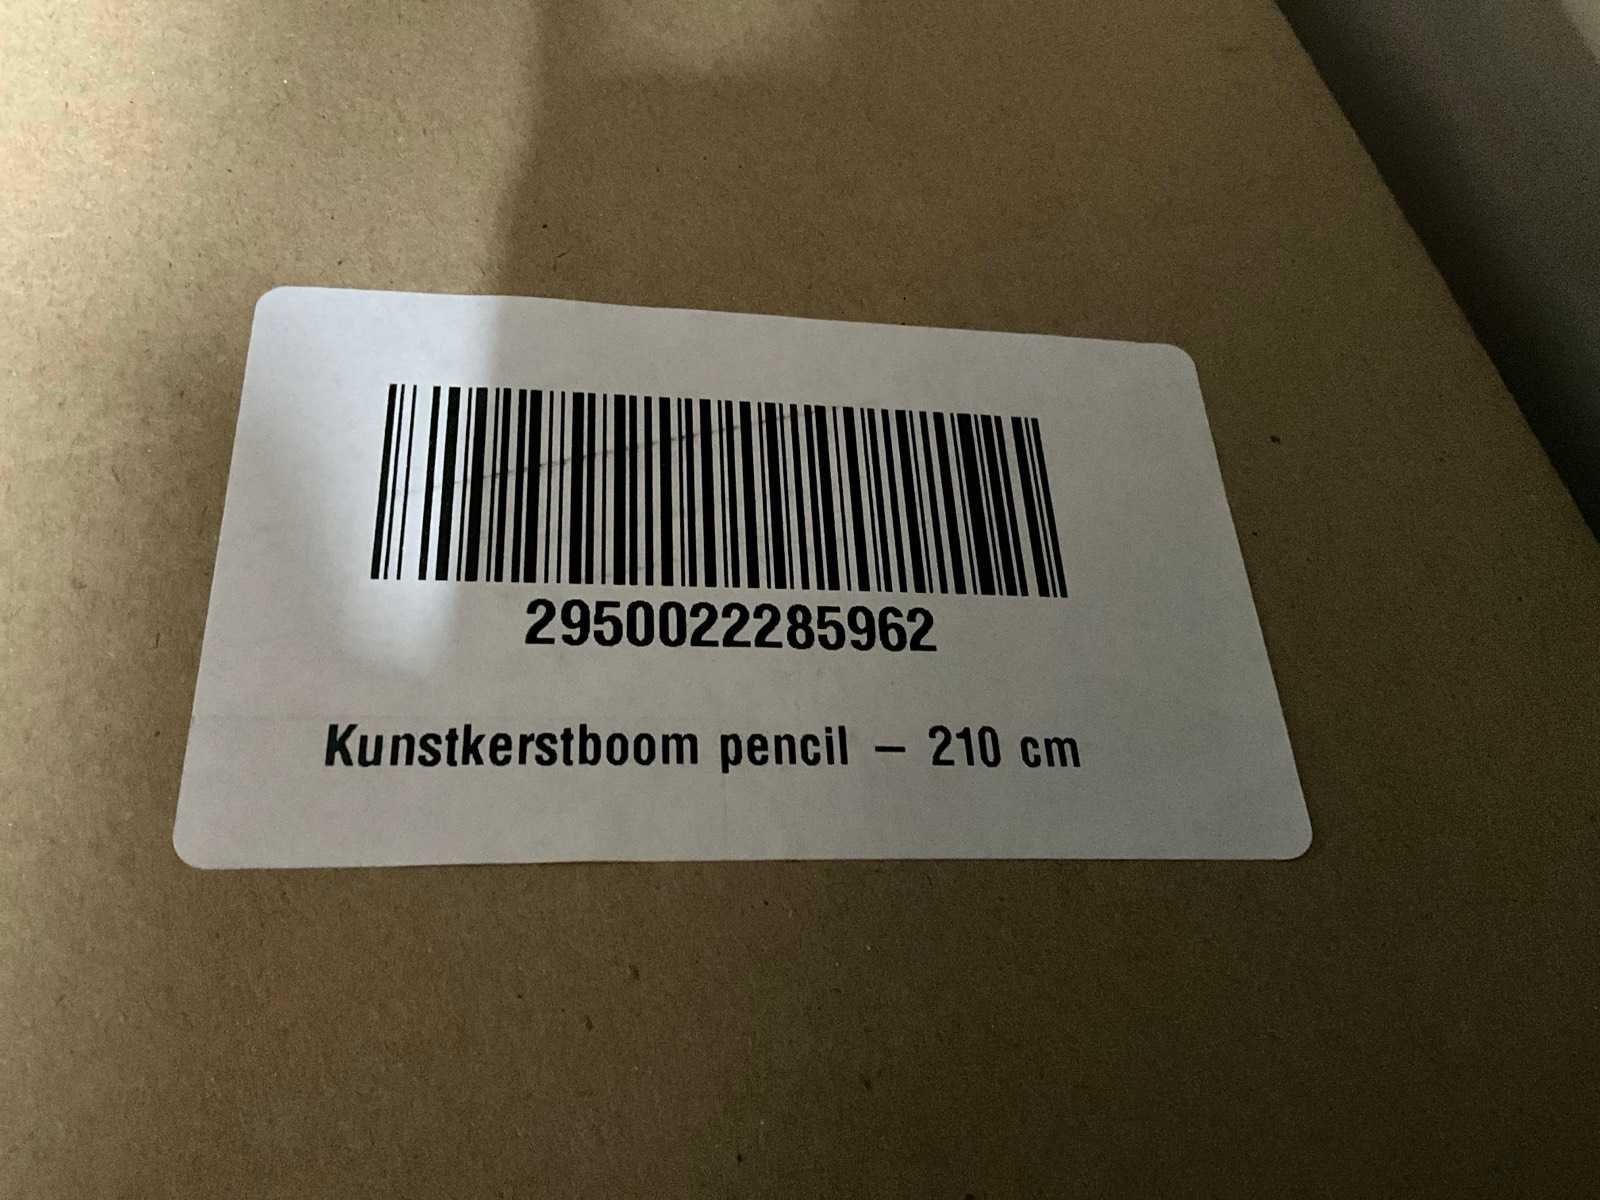 2950022285962
Kunstkerstboom pencil – 210 cm